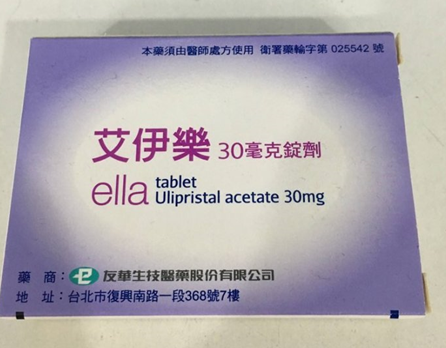 本藥須由醫師處方使用 衛署藥輸字第 025542 號
艾伊樂 30毫克錠劑
ella tablet
Ulipristal acetate 30mg
藥 商：友華生技醫藥股份有限公司
地 址：台北市復興南路一段368號7樓